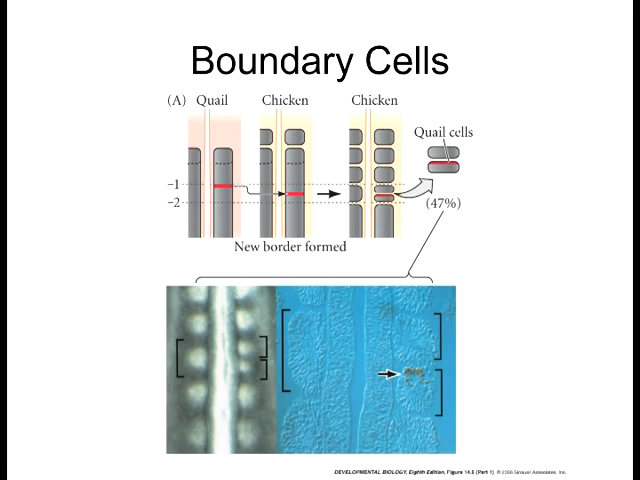 Boundary Cells
(A) Quail Chicken Chicken
Quail cells
–1
–2
(47%)
New border formed
DEVELOPMENTAL BIOLOGY, Eighth Edition, Figure 14.5 (Part 1) © 2006 Sinauer Associates, Inc.